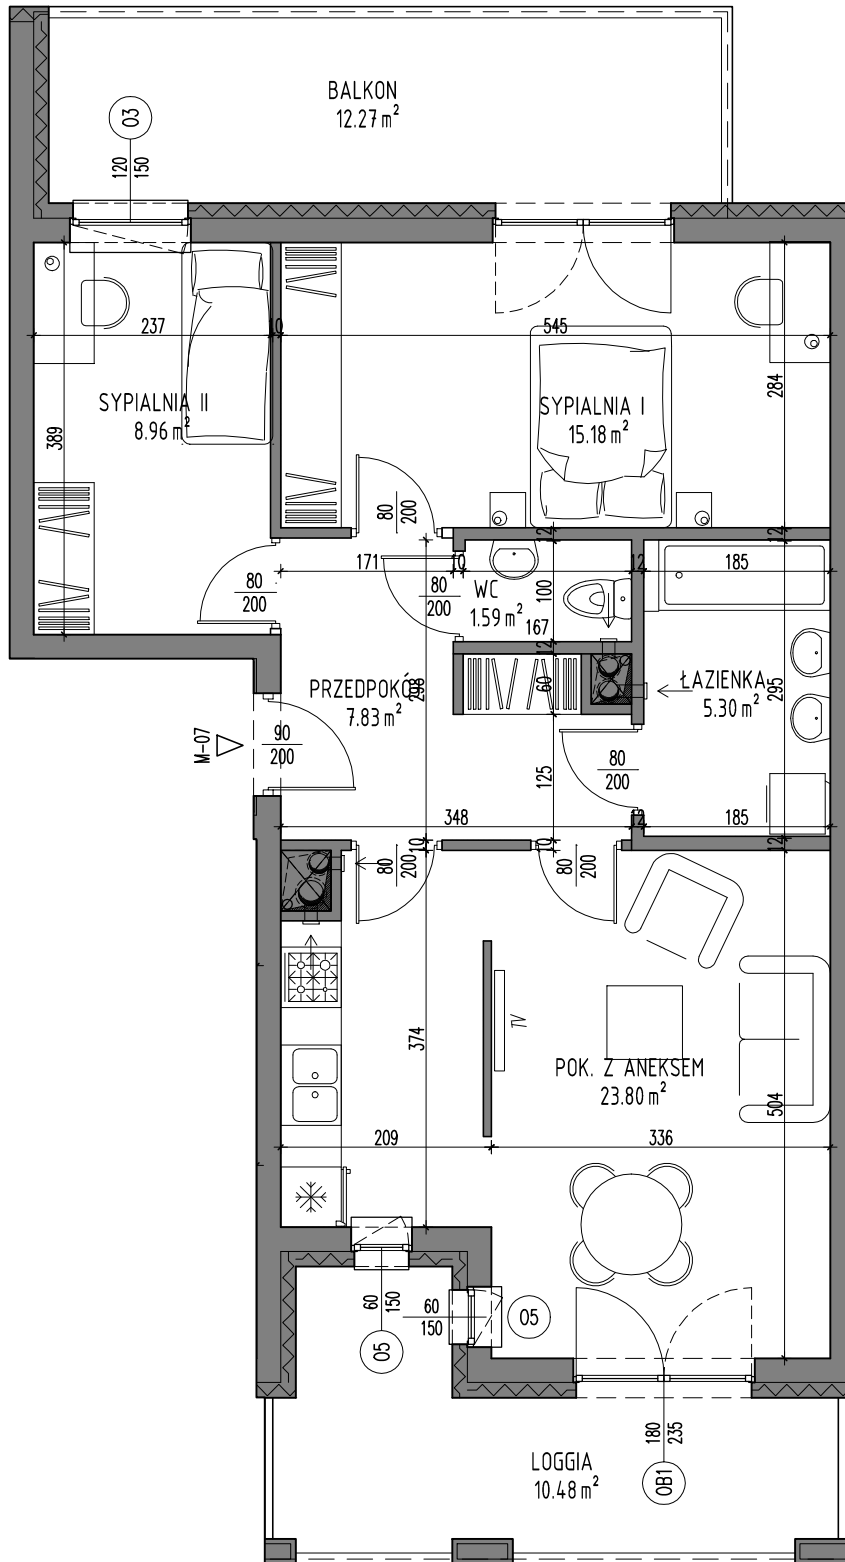 BALKON
12.27 m²
03
120
150
237
10
545
SYPIALNIA II
8.96 m²
389
SYPIALNIA I
15.18 m²
284
80
200
12
12
171
10
80
200
WC
1.59 m²
100
167
12
185
80
200
12
60
PRZEDPOKÓJ
7.83 m²
298
ŁAZIENKA
5.30 m²
295
M-07
90
200
125
80
200
348
12
185
10
10
12
80
200
80
200
374
TV
POK. Z ANEKSEM
23.80 m²
504
209
336
60
150
05
60
150
05
180
235
OB1
LOGGIA
10.48 m²